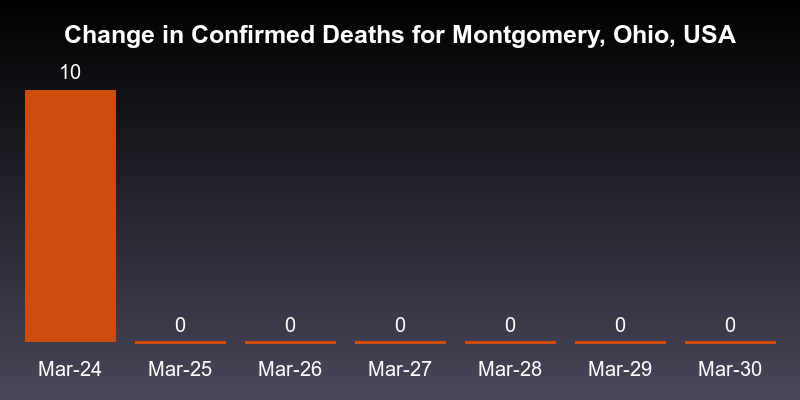 Change in Confirmed Deaths for Montgomery, Ohio, USA
10
0 0 0 0 0 0
Mar-24 Mar-25 Mar-26 Mar-27 Mar-28 Mar-29 Mar-30